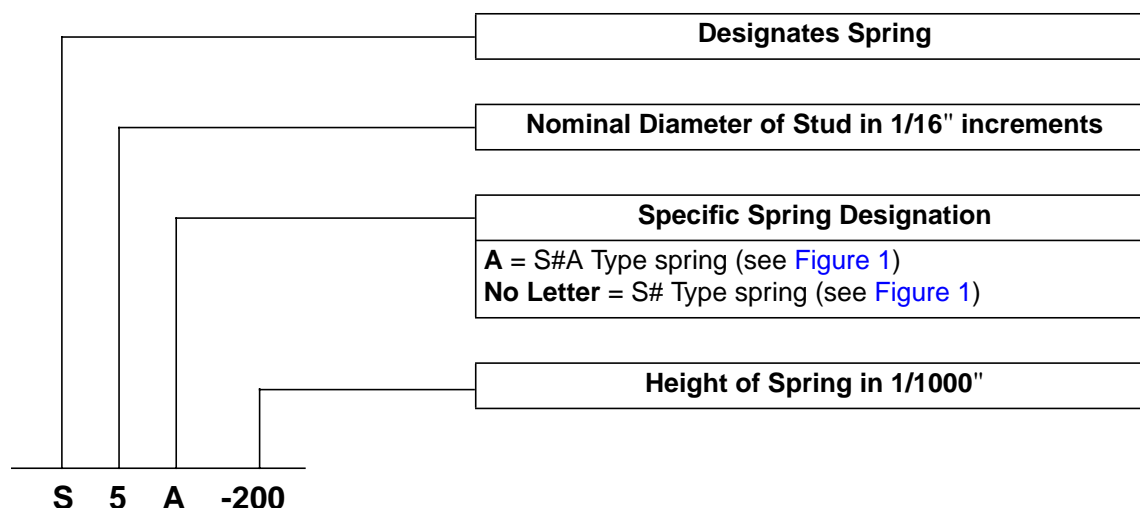 Designates Spring
Nominal Diameter of Stud in 1/16" increments
Specific Spring Designation
A = S#A Type spring (see Figure 1)
No Letter = S# Type spring (see Figure 1)
Height of Spring in 1/1000"
S 5 A -200